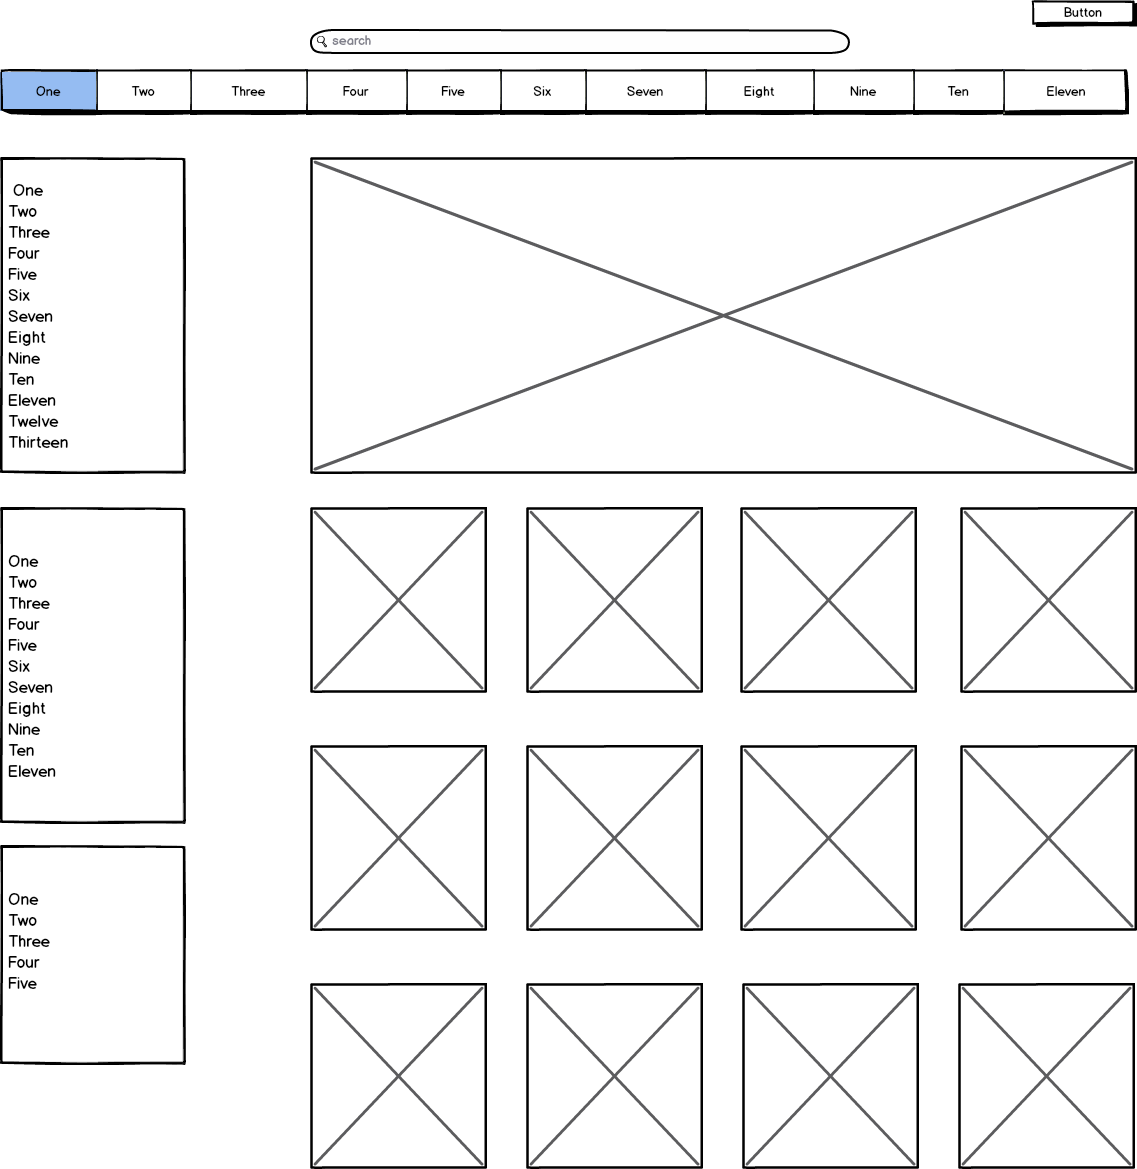 Button
search
One Two Three Four Five Six Seven Eight Nine Ten Eleven
One
Two
Three
Four
Five
Six
Seven
Eight
Nine
Ten
Eleven
Twelve
Thirteen
One
Two
Three
Four
Five
Six
Seven
Eight
Nine
Ten
Eleven
One
Two
Three
Four
Five